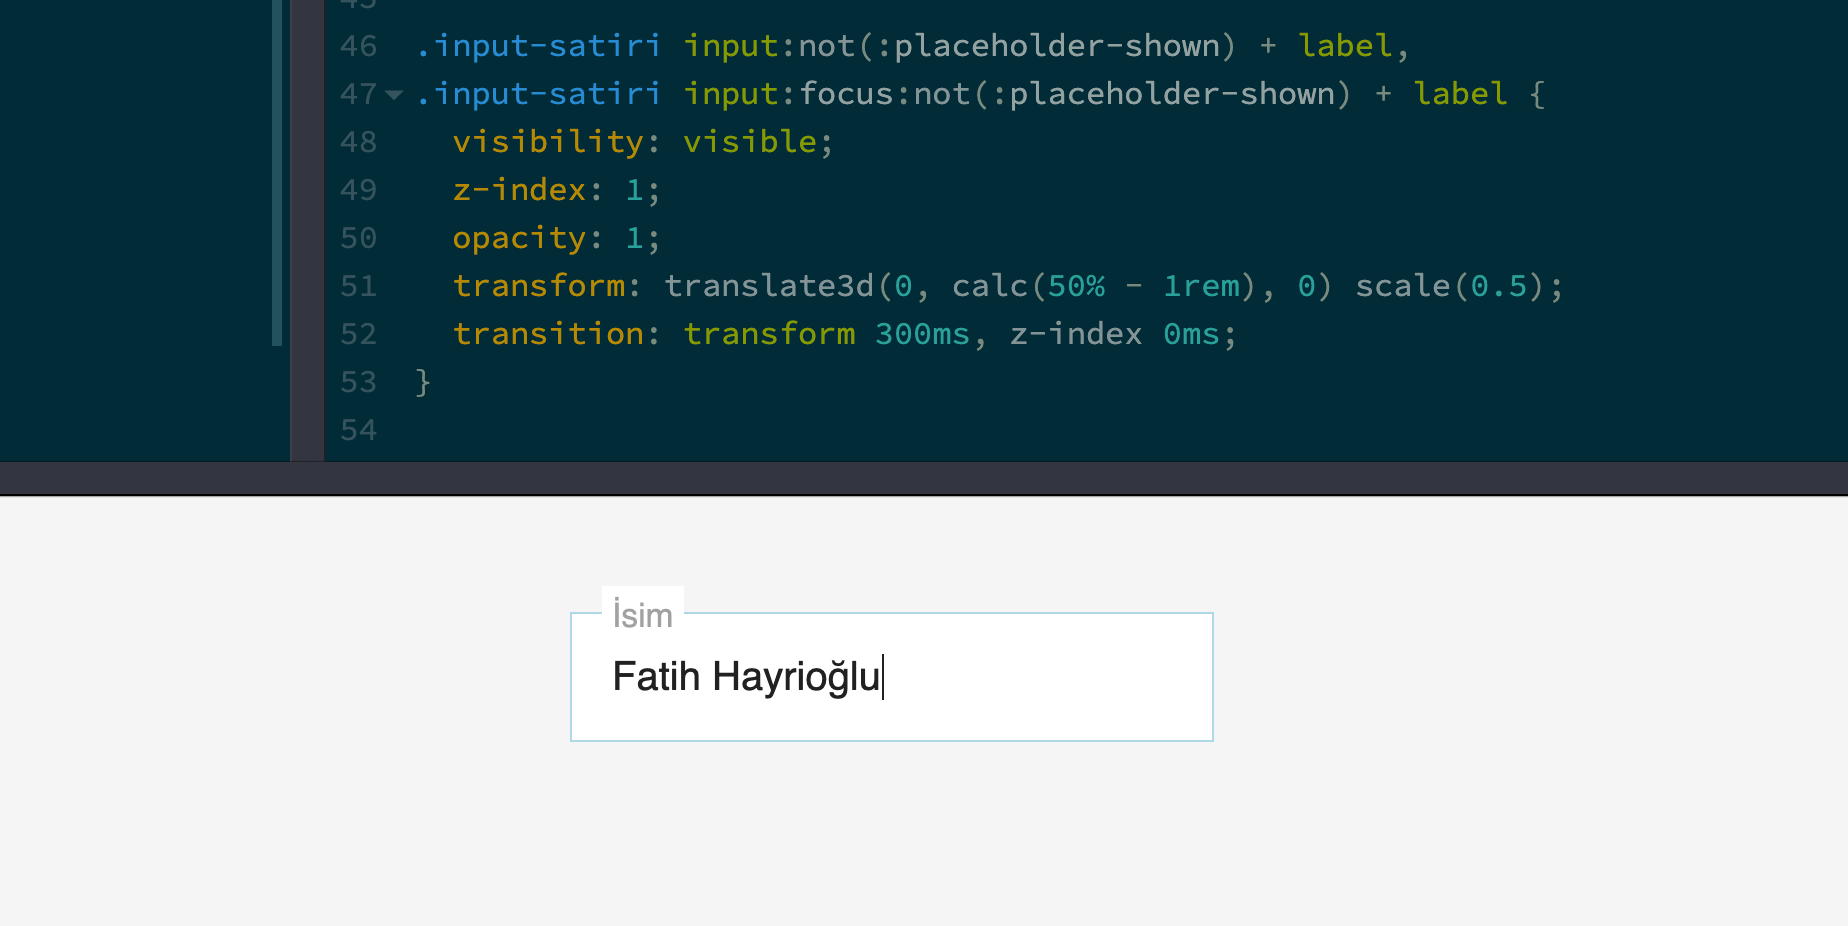 45
46 .input-satiri input:not(:placeholder-shown) + label,
47 .input-satiri input:focus:not(:placeholder-shown) + label {
48 visibility: visible;
49 z-index: 1;
50 opacity: 1;
51 transform: translate3d(0, calc(50% - 1rem), 0) scale(0.5);
52 transition: transform 300ms, z-index 0ms;
53 }
54
İsim
Fatih Hayrioğlu